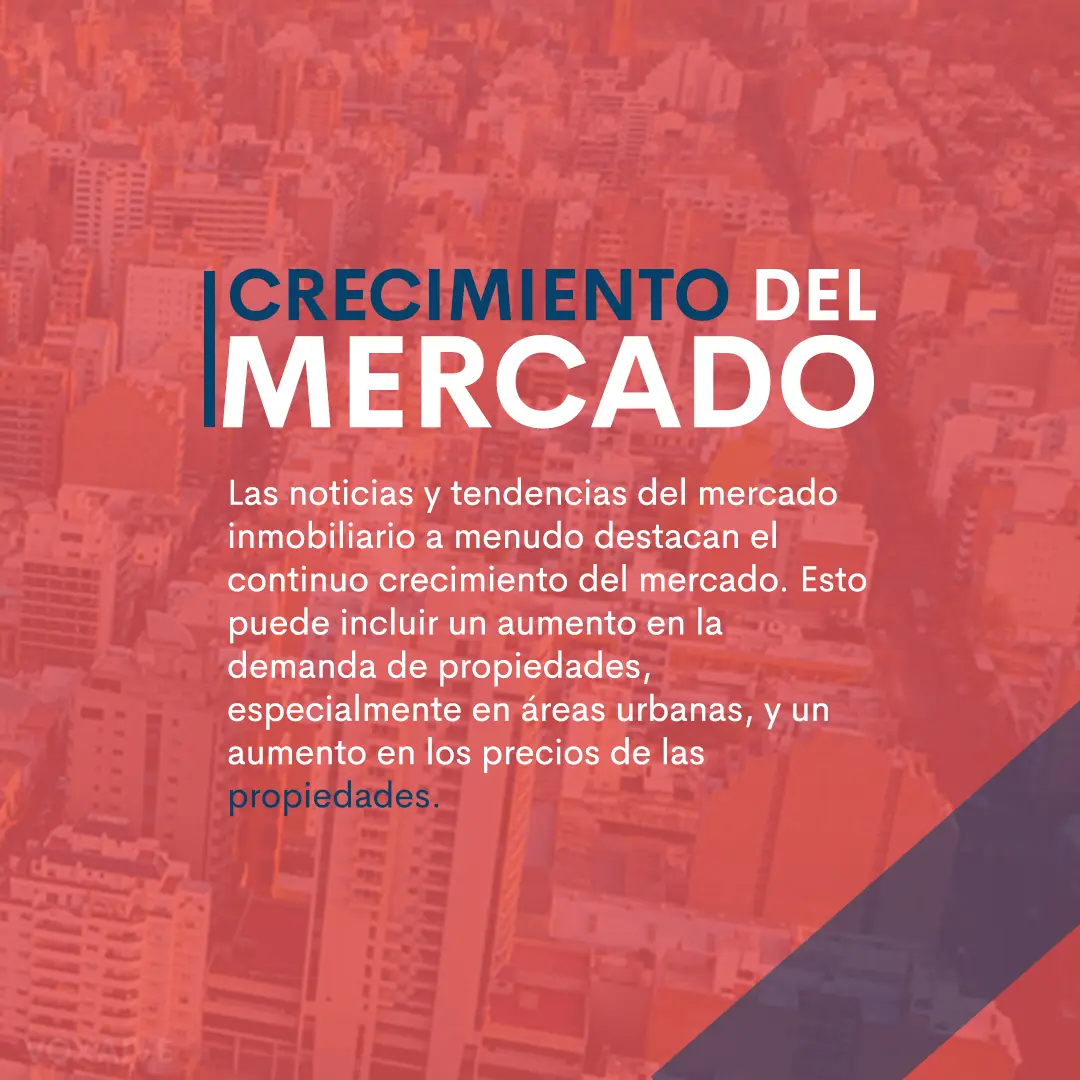 CRECIMIENTO DEL
MERCADO
Las noticias y tendencias del mercado
inmobiliario a menudo destacan el
continuo crecimiento del mercado. Esto
puede incluir un aumento en la
demanda de propiedades,
especialmente en áreas urbanas, y un
aumento en los precios de las
propiedades.